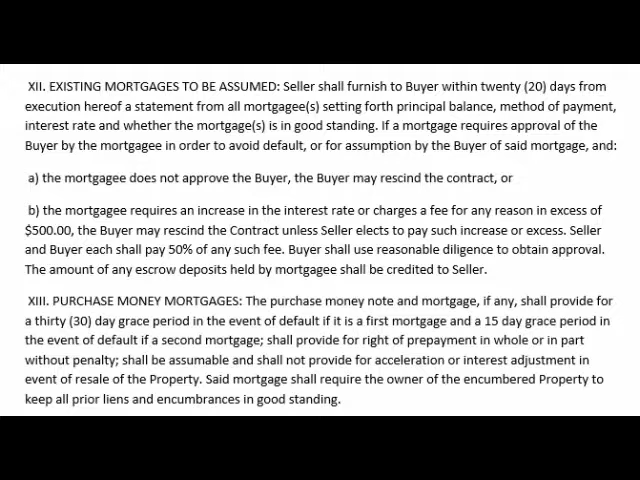 XII. EXISTING MORTGAGES TO BE ASSUMED: Seller shall furnish to Buyer within twenty (20) days from
execution hereof a statement from all mortgagee(s) setting forth principal balance, method of payment,
interest rate and whether the mortgage(s) is in good standing. If a mortgage requires approval of the
Buyer by the mortgagee in order to avoid default, or for assumption by the Buyer of said mortgage, and:
a) the mortgagee does not approve the Buyer, the Buyer may rescind the contract, or
b) the mortgagee requires an increase in the interest rate or charges a fee for any reason in excess of
$500.00, the Buyer may rescind the Contract unless Seller elects to pay such increase or excess. Seller
and Buyer each shall pay 50% of any such fee. Buyer shall use reasonable diligence to obtain approval.
The amount of any escrow deposits held by mortgagee shall be credited to Seller.
XIII. PURCHASE MONEY MORTGAGES: The purchase money note and mortgage, if any, shall provide for
a thirty (30) day grace period in the event of default if it is a first mortgage and a 15 day grace period in
the event of default if a second mortgage; shall provide for right of prepayment in whole or in part
without penalty; shall be assumable and shall not provide for acceleration or interest adjustment in
event of resale of the Property. Said mortgage shall require the owner of the encumbered Property to
keep all prior liens and encumbrances in good standing.